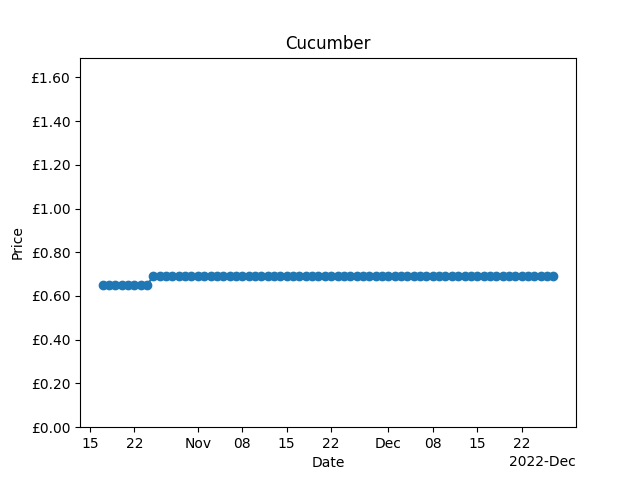 Cucumber
£1.60
£1.40
£1.20
£1.00
£0.80
£0.60
£0.40
£0.20
£0.00
Price
15 22 Nov 08 15 22 Dec 08 15 22
Date
2022-Dec